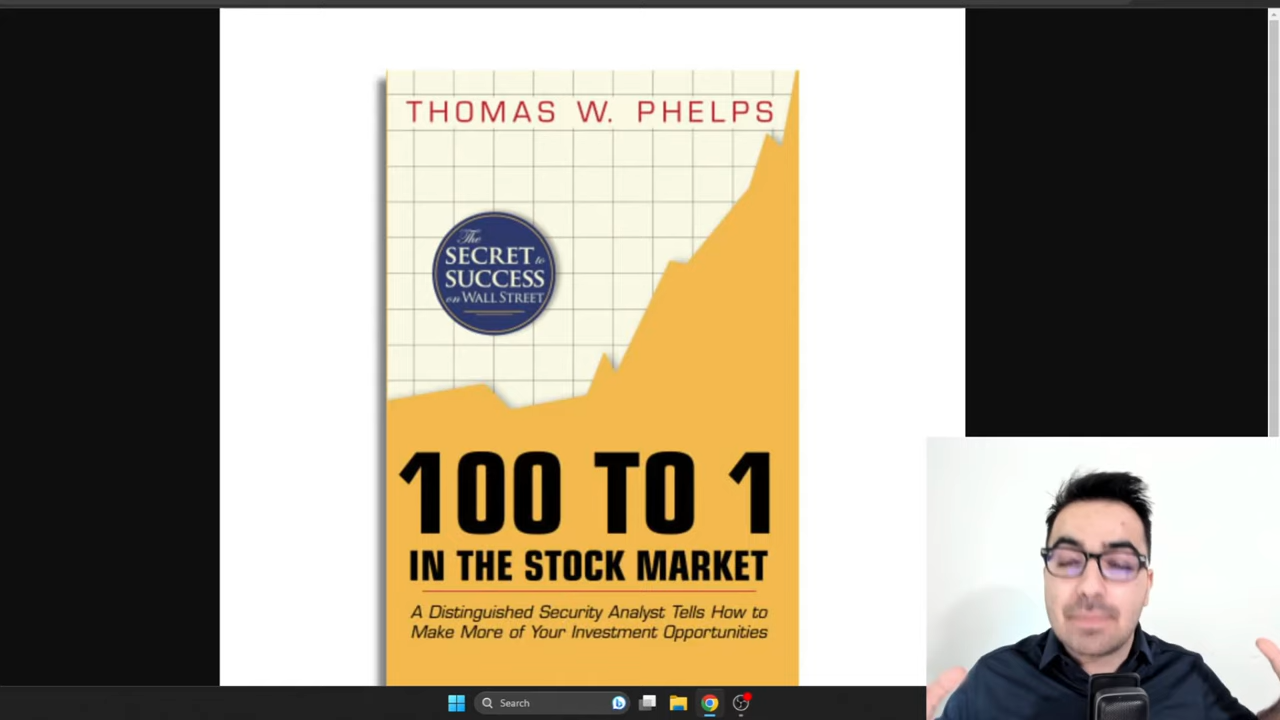 THOMAS W. PHELPS
The
SECRET to
SUCCESS
on WALL STREET
100 TO 1
IN THE STOCK MARKET
A Distinguished Security Analyst Tells How to
Make More of Your Investment Opportunities
Search